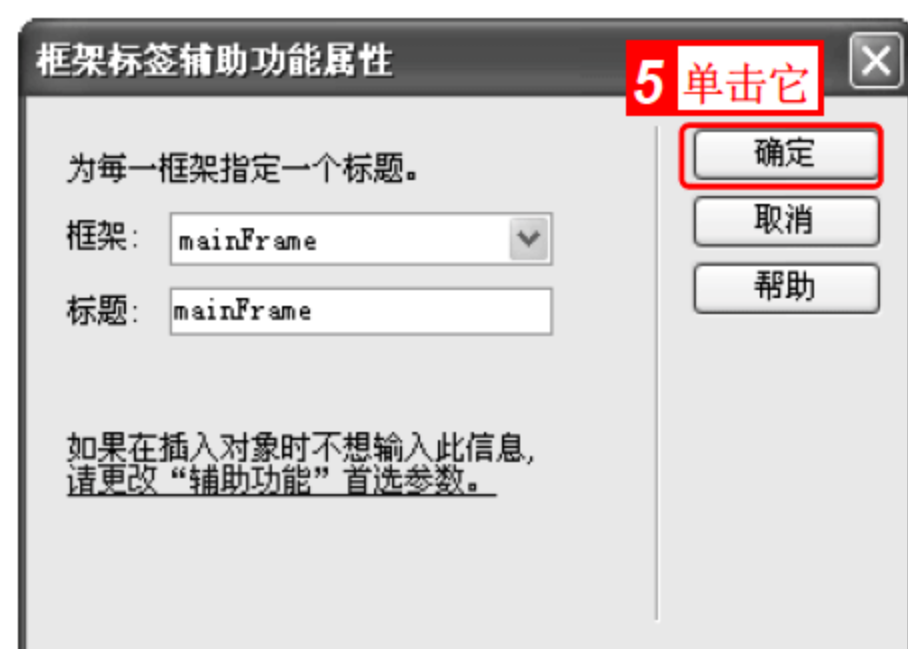 框架标签辅助功能属性
5 单击它
为每一框架指定一个标题。
框架: mainFrame
标题: mainFrame
如果在插入对象时不想输入此信息,
请更改“辅助功能”首选参数。
确定
取消
帮助